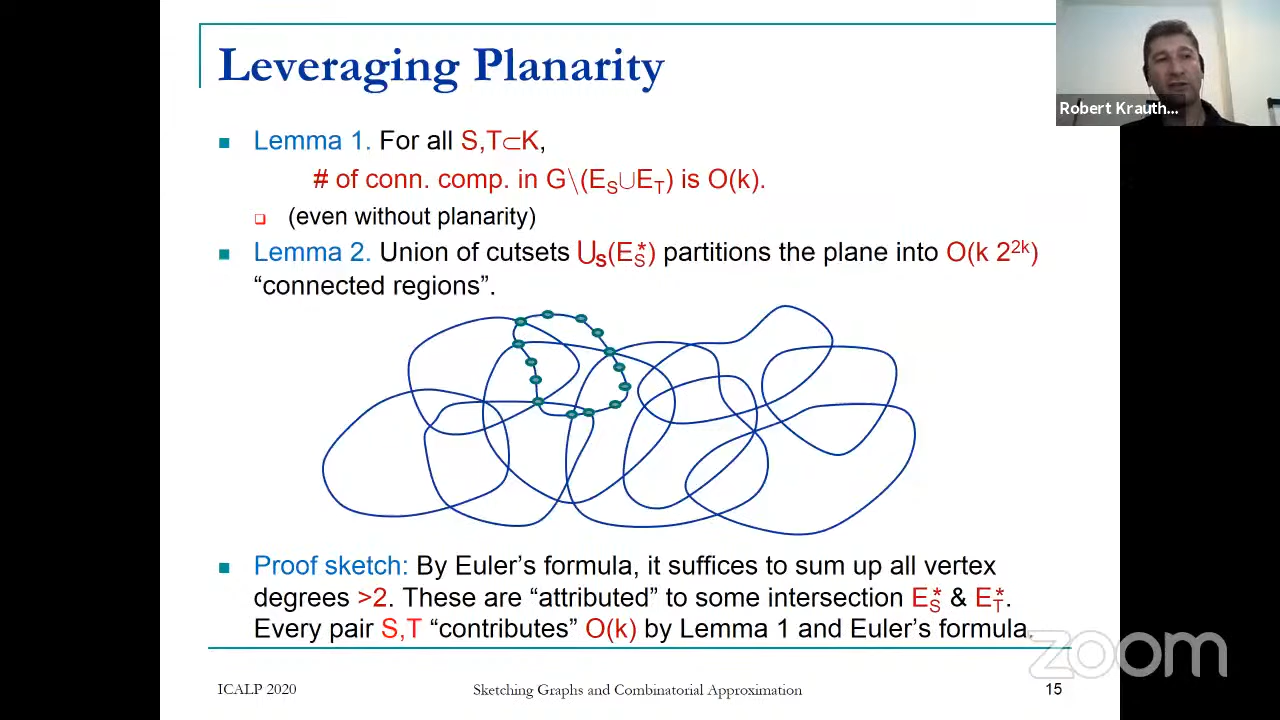 Leveraging Planarity
Robert Krauth...
Lemma 1. For all S,T⊂K,
# of conn. comp. in G\(E_S∪E_T) is O(k).
(even without planarity)
Lemma 2. Union of cutsets ⋃_S(E_S^*) partitions the plane into O(k 2^{2k})
“connected regions”.
Proof sketch: By Euler’s formula, it suffices to sum up all vertex
degrees >2. These are “attributed” to some intersection E_S^* & E_T^*.
Every pair S,T “contributes” O(k) by Lemma 1 and Euler’s formula.
zoom
ICALP 2020
Sketching Graphs and Combinatorial Approximation
15